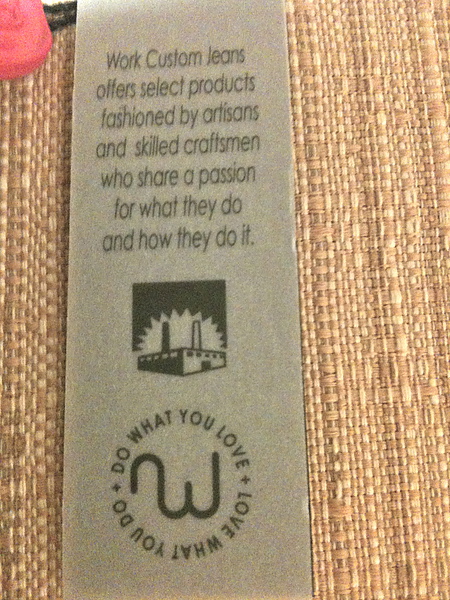 Work Custom Jeans
offers select products
fashioned by artisans
and skilled craftsmen
who share a passion
for what they do
and how they do it.
DO WHAT YOU LOVE + LOVE WHAT YOU DO +
W